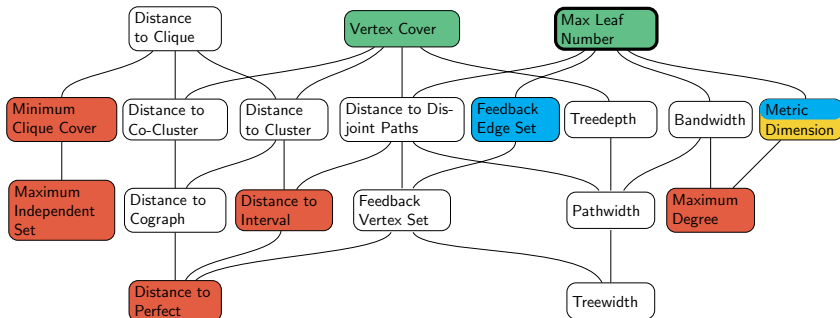 Distance
to Clique
Vertex Cover
Max Leaf
Number
Minimum
Clique Cover
Distance to
Co-Cluster
Distance
to Cluster
Distance to Dis-
joint Paths
Feedback
Edge Set
Treedepth
Bandwidth
Metric
Dimension
Maximum
Independent
Set
Distance to
Cograph
Distance to
Interval
Feedback
Vertex Set
Pathwidth
Maximum
Degree
Distance to
Perfect
Treewidth